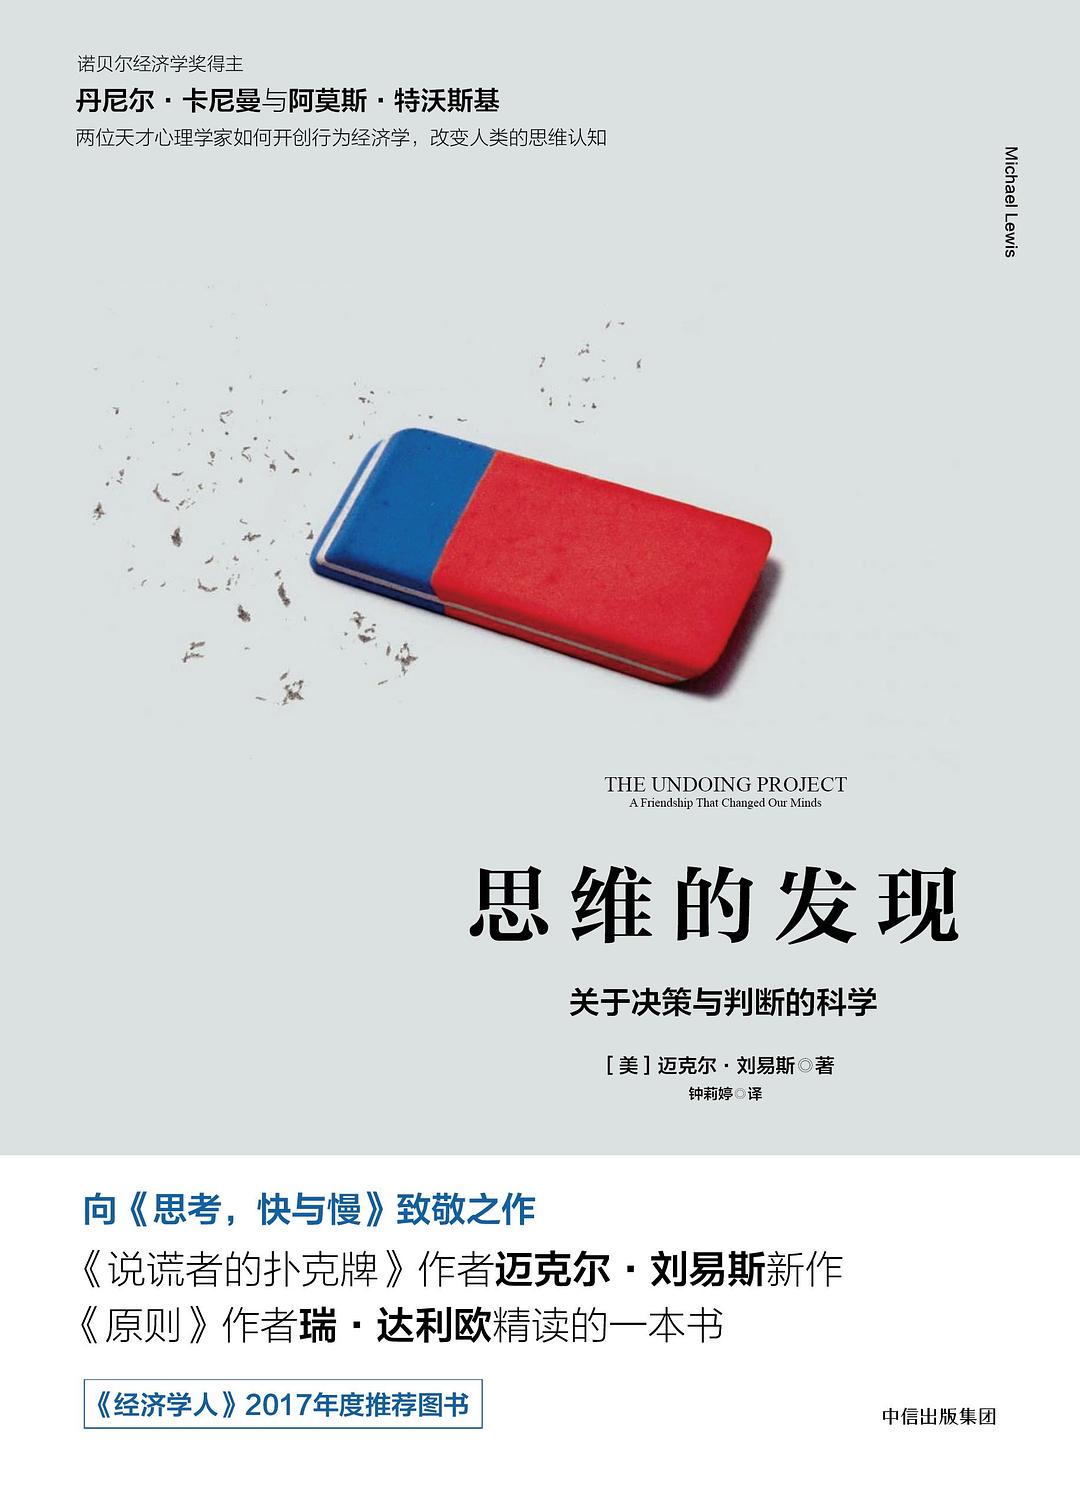 诺贝尔经济学奖得主
丹尼尔·卡尼曼与阿莫斯·特沃斯基
两位天才心理学家如何开创行为经济学，改变人类的思维认知
Michael Lewis
THE UNDOING PROJECT
A Friendship That Changed Our Minds
思维的发现
关于决策与判断的科学
[美]迈克尔·刘易斯◎著
钟莉婷◎译
向《思考，快与慢》致敬之作
《说谎者的扑克牌》作者迈克尔·刘易斯新作
《原则》作者瑞·达利欧精读的一本书
《经济学人》2017年度推荐图书
中信出版集团